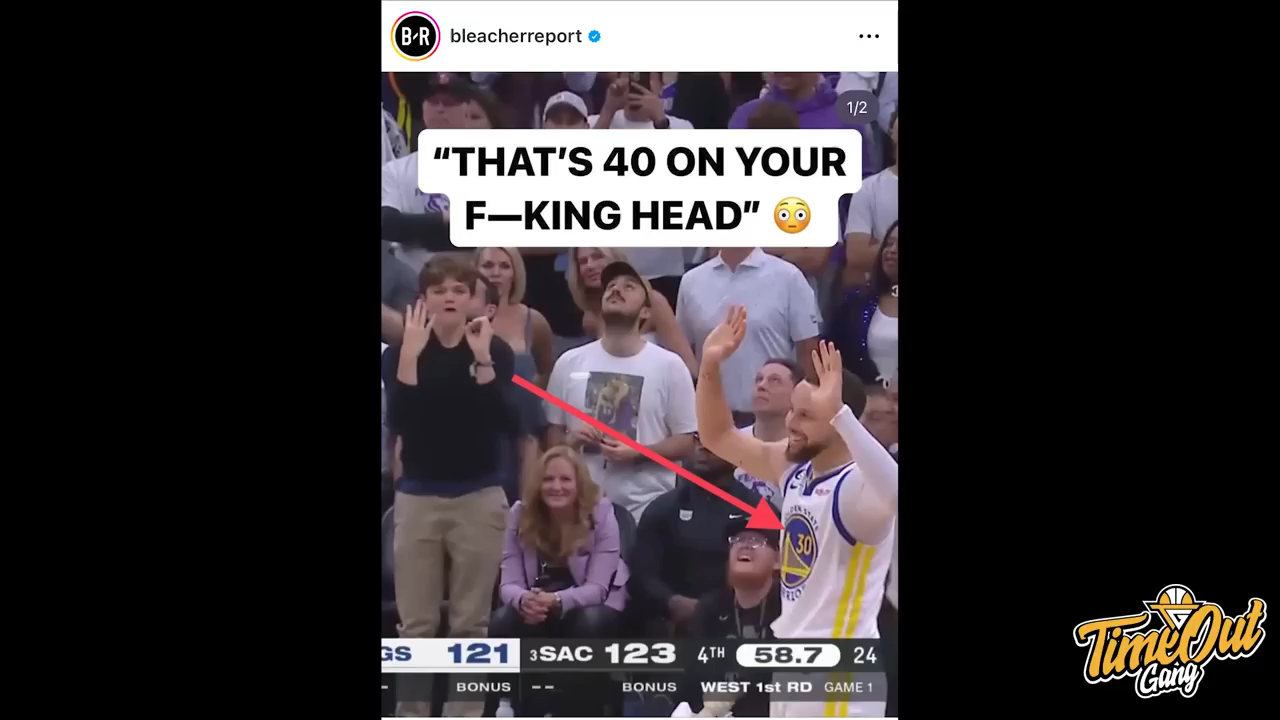 B/R bleacherreport
1/2
“THAT’S 40 ON YOUR
F—KING HEAD” 😳
30
GS 121 3SAC 123 4TH 58.7 24
BONUS -- BONUS WEST 1st RD GAME 1
TimeOut
Gang